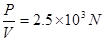 P/V = 2.5×10³ N